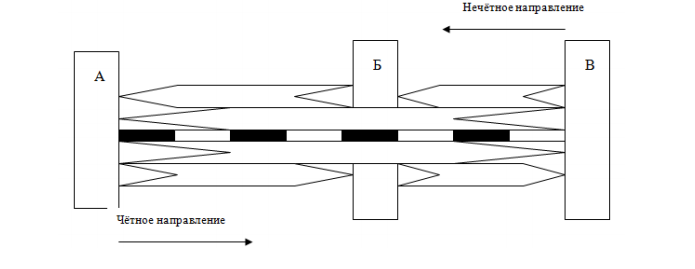 Нечётное направление
А
Б
В
Чётное направление